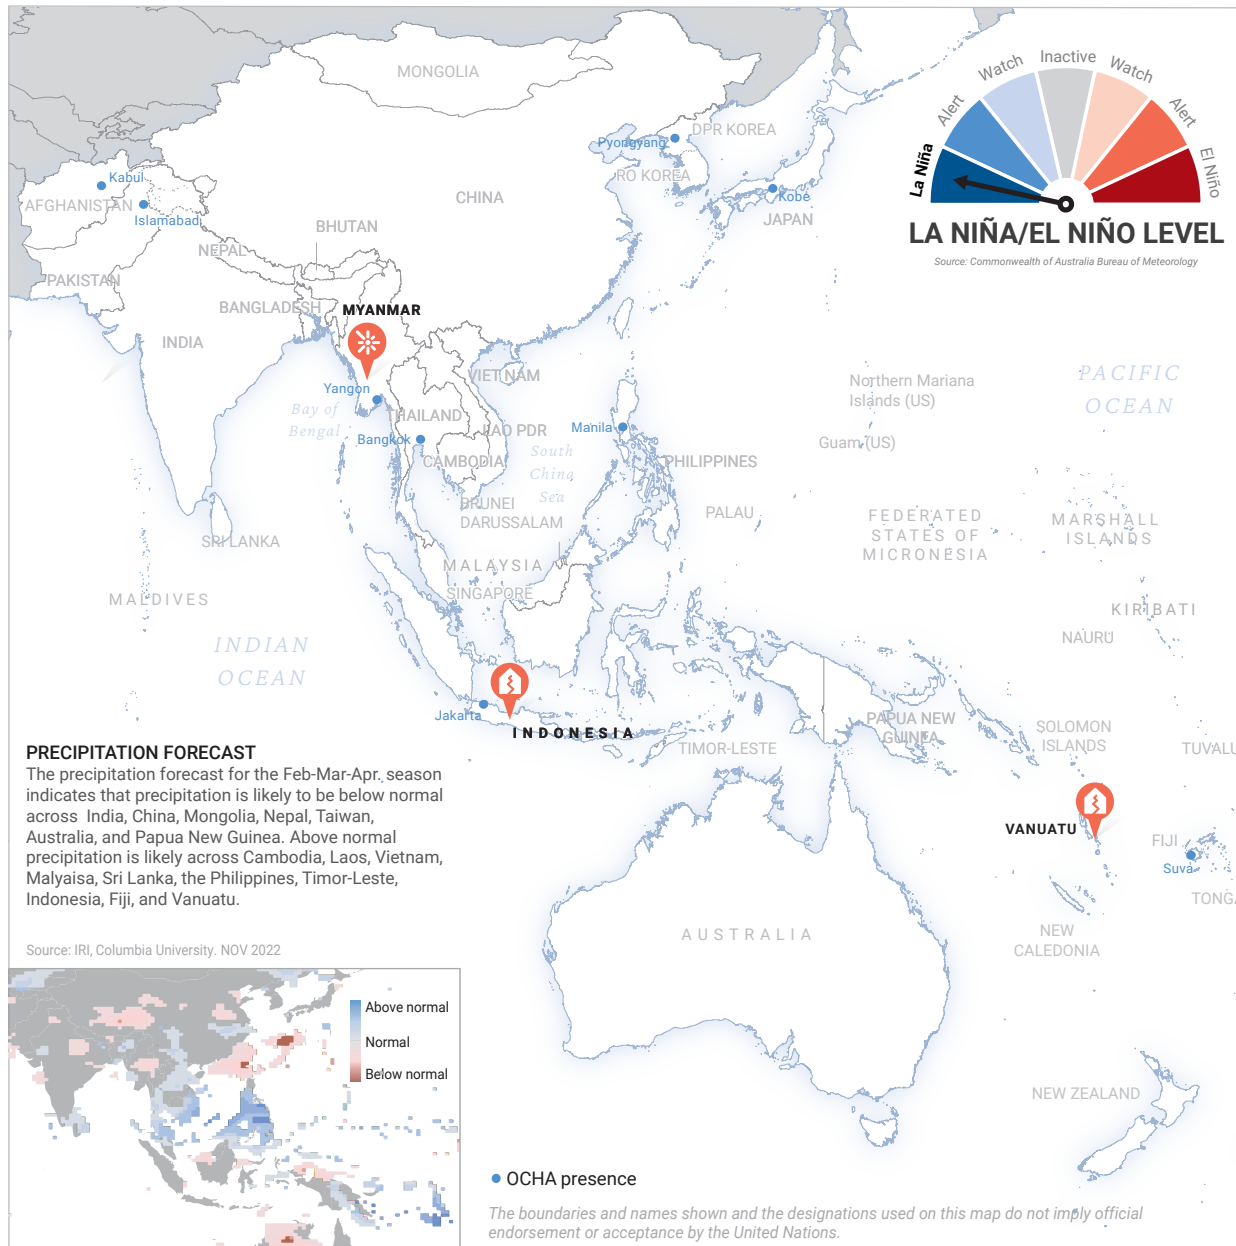 MONGOLIA
Watch
Inactive
Watch
Alert
Alert
La Niña
El Niño
LA NIÑA/EL NIÑO LEVEL
Source: Commonwealth of Australia Bureau of Meteorology
DPR KOREA
Pyongyang
RO KOREA
Kobe
JAPAN
Kabul
AFGHANISTAN
Islamabad
CHINA
BHUTAN
NEPAL
PAKISTAN
BANGLADESH
MYANMAR
INDIA
VIET NAM
Yangon
Bay of
Bengal
THAILAND
LAO PDR
Bangkok
CAMBODIA
South
China
Sea
Manila
PHILIPPINES
Northern Mariana
Islands (US)
Guam (US)
PACIFIC
OCEAN
BRUNEI
DARUSSALAM
PALAU
FEDERATED
STATES OF
MICRONESIA
MARSHALL
ISLANDS
SRI LANKA
MALAYSIA
SINGAPORE
MALDIVES
KIRIBATI
NAURU
INDIAN
OCEAN
Jakarta
INDONESIA
TIMOR-LESTE
PAPUA NEW
GUINEA
SOLOMON
ISLANDS
TUVALU
VANUATU
FIJI
Suva
TONGA
NEW
CALEDONIA
AUSTRALIA
NEW ZEALAND
PRECIPITATION FORECAST
The precipitation forecast for the Feb-Mar-Apr. season
indicates that precipitation is likely to be below normal
across India, China, Mongolia, Nepal, Taiwan,
Australia, and Papua New Guinea. Above normal
precipitation is likely across Cambodia, Laos, Vietnam,
Malyaisa, Sri Lanka, the Philippines, Timor-Leste,
Indonesia, Fiji, and Vanuatu.
Source: IRI, Columbia University. NOV 2022
Above normal
Normal
Below normal
OCHA presence
The boundaries and names shown and the designations used on this map do not imply official
endorsement or acceptance by the United Nations.